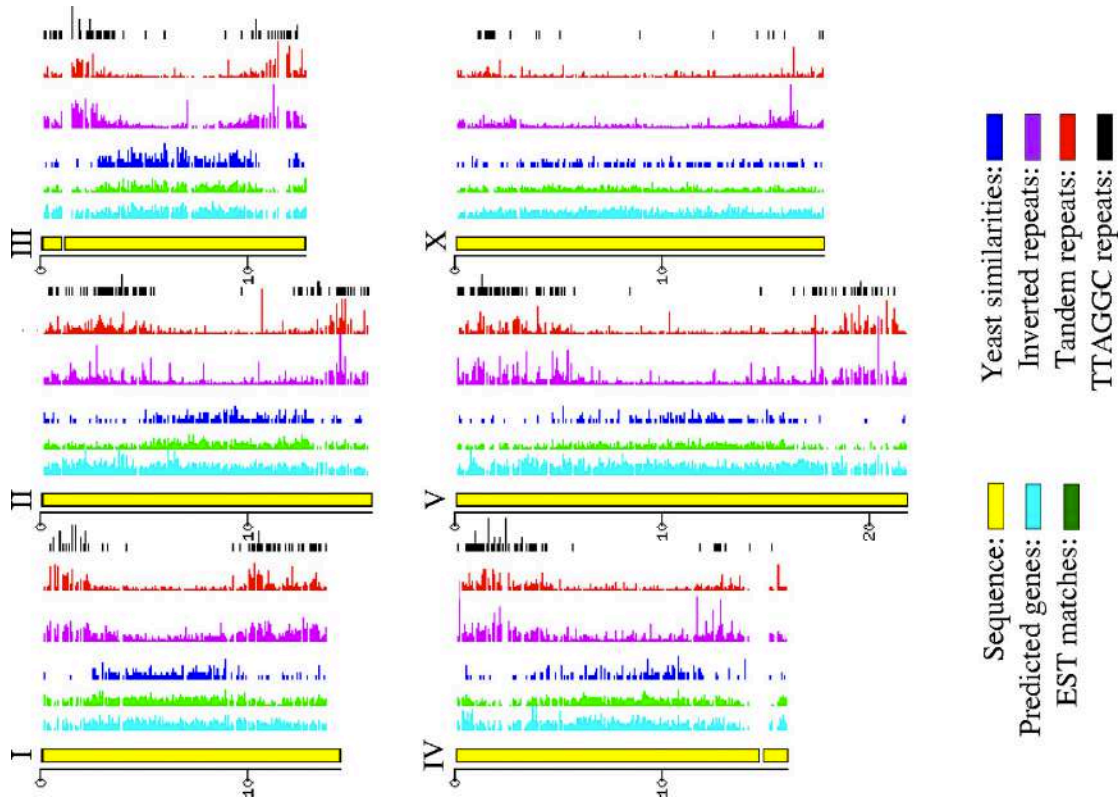 I
0
10
II
0
10
III
0
10
IV
0
10
V
0
10
20
X
0
10
Sequence:
Predicted genes:
EST matches:
Yeast similarities:
Inverted repeats:
Tandem repeats:
TTAGGC repeats: